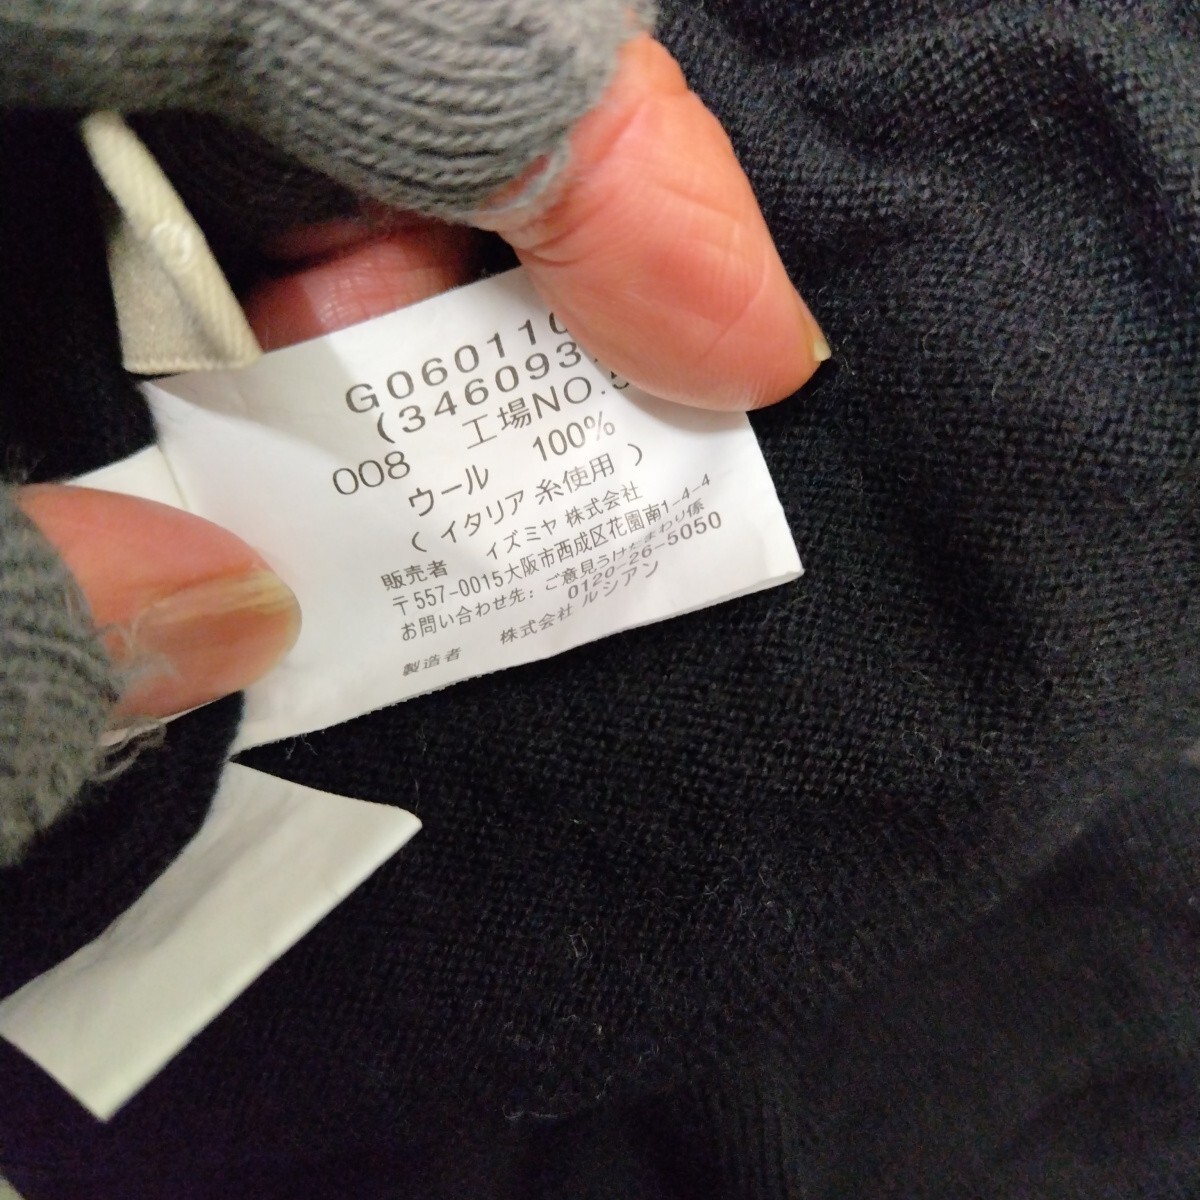 G06011
(346093
工場NO.5
008
ウール 100%
( イタリア 糸使用 )
販売者 イズミヤ 株式会社
〒557-0015大阪市西成区花園南1-4-4
お問い合わせ先:ご意見うけたまわり係
0120-26-5050
製造者 株式会社 ルシアン